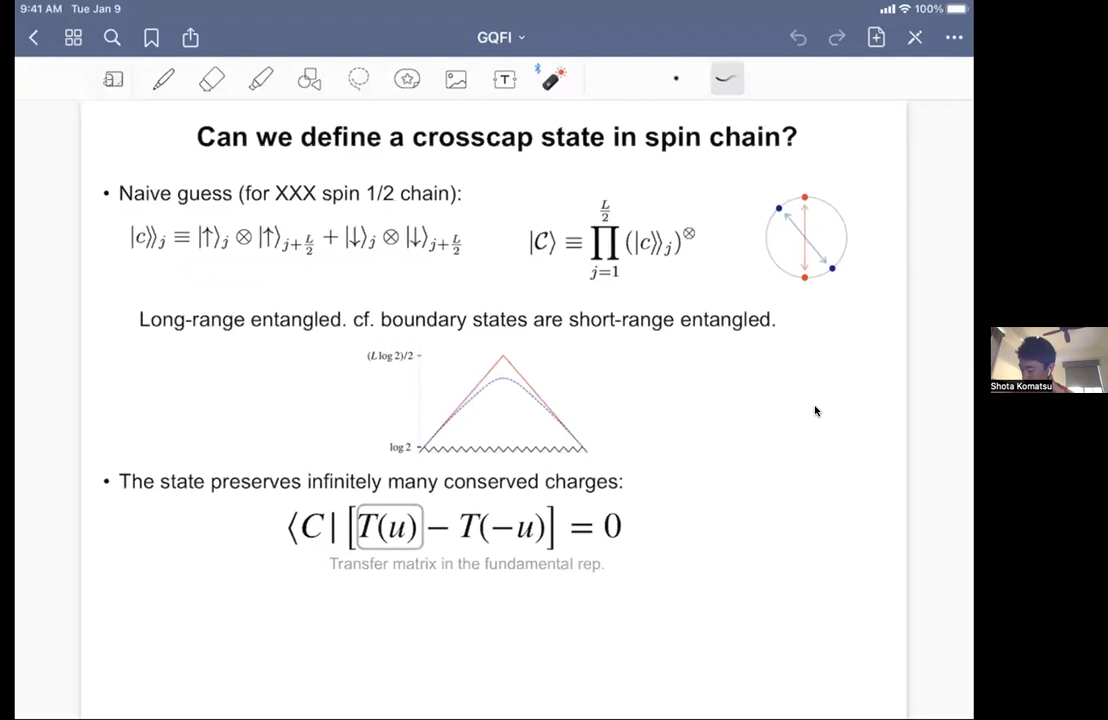 9:41 AM Tue Jan 9
100%
GQFI
Can we define a crosscap state in spin chain?
• Naive guess (for XXX spin 1/2 chain):
|c⟩⟩_j ≡ |↑⟩_j ⊗ |↑⟩_{j+L/2} + |↓⟩_j ⊗ |↓⟩_{j+L/2}
|𝒞⟩ ≡ ∏_{j=1}^{L/2} (|c⟩⟩_j)^⊗
Long-range entangled. cf. boundary states are short-range entangled.
(L log 2)/2
log 2
• The state preserves infinitely many conserved charges:
⟨C| [T(u) − T(−u)] = 0
Transfer matrix in the fundamental rep.
Shota Komatsu